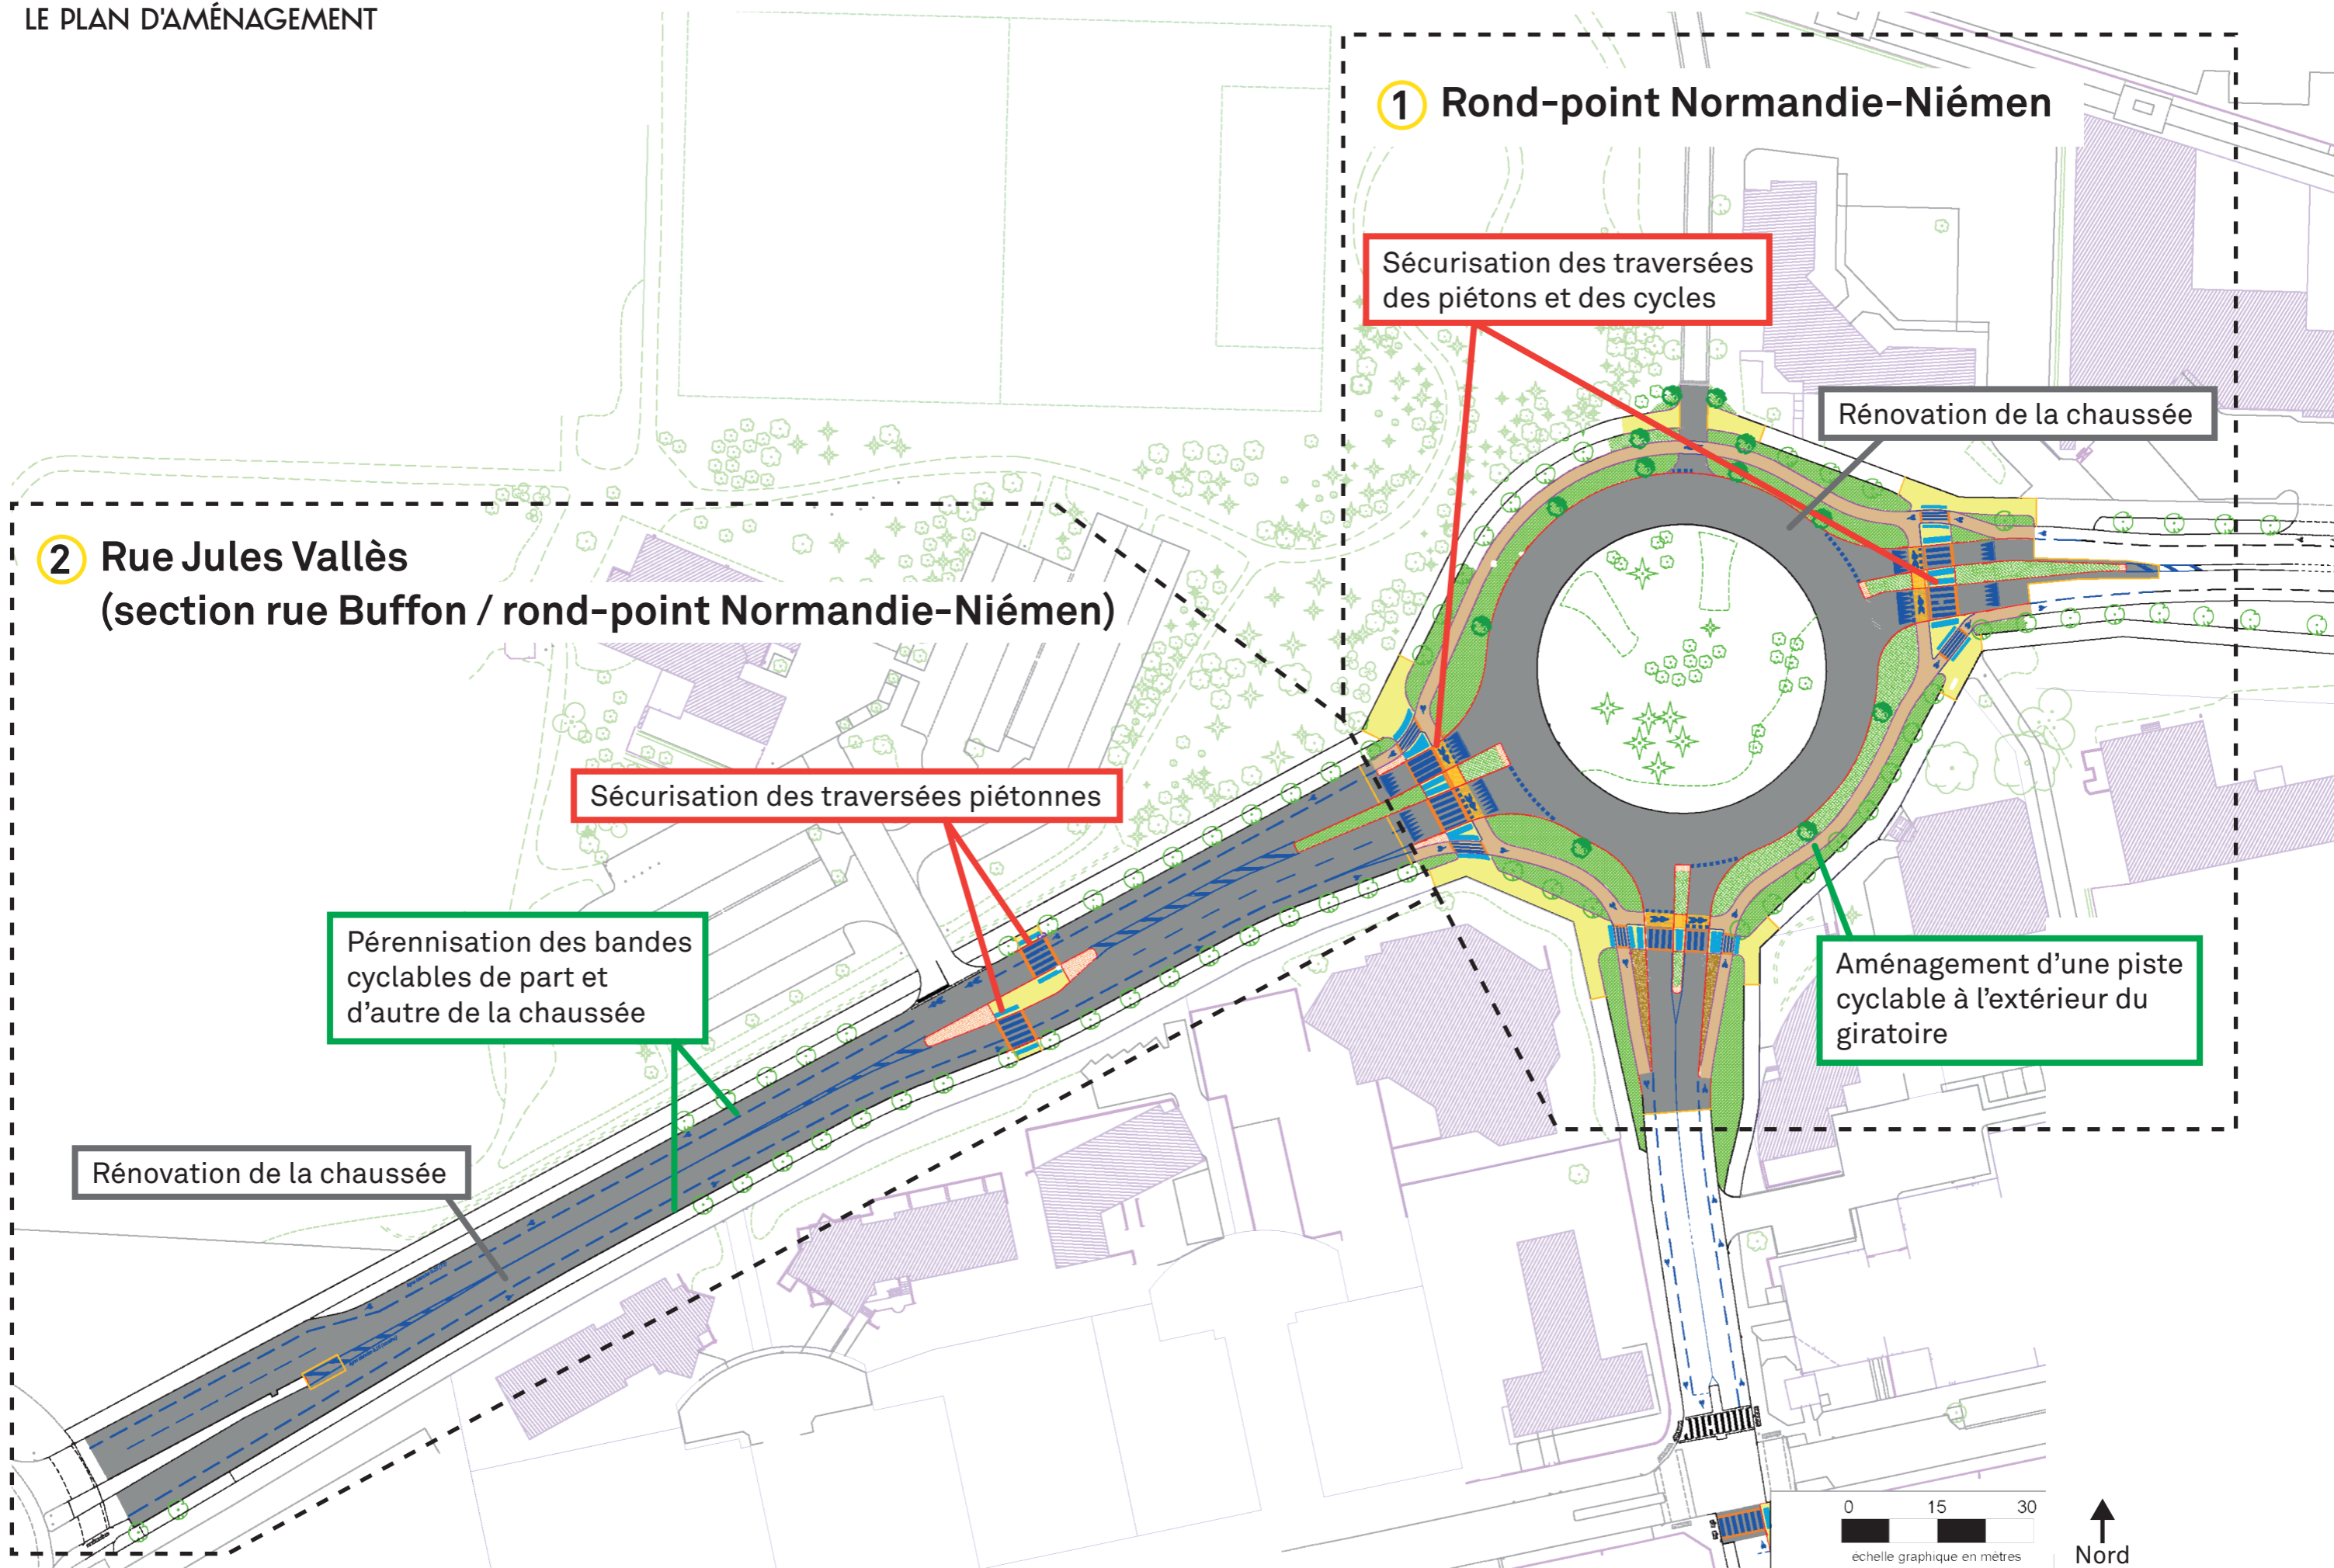 LE PLAN D'AMÉNAGEMENT
1 Rond-point Normandie-Niémen
Sécurisation des traversées
des piétons et des cycles
Rénovation de la chaussée
2 Rue Jules Vallès
(section rue Buffon / rond-point Normandie-Niémen)
Sécurisation des traversées piétonnes
Pérennisation des bandes
cyclables de part et
d'autre de la chaussée
Aménagement d'une piste
cyclable à l'extérieur du
giratoire
Rénovation de la chaussée
0 15 30
échelle graphique en mètres
Nord